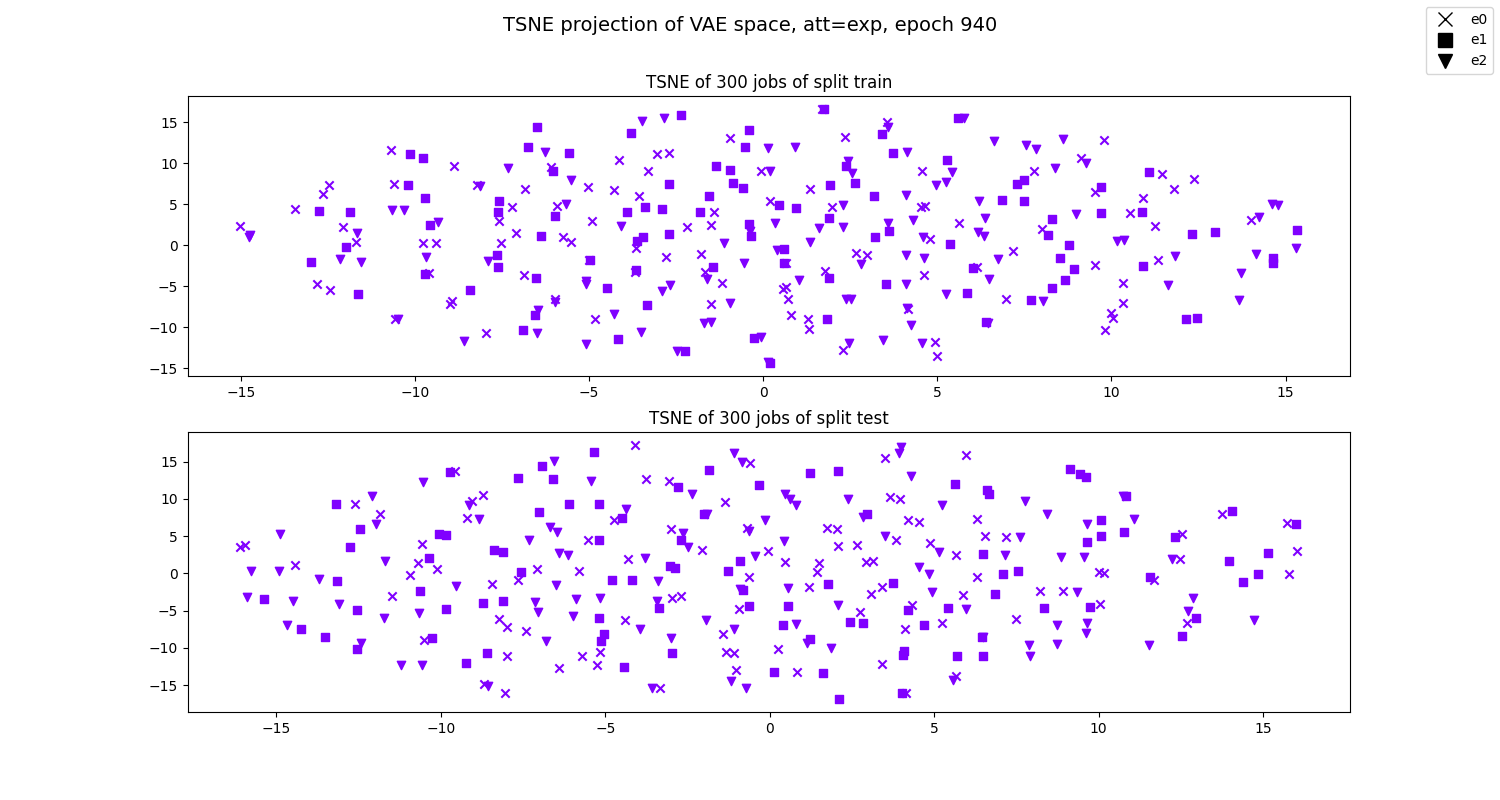 TSNE projection of VAE space, att=exp, epoch 940
e0
e1
e2
TSNE of 300 jobs of split train
15
10
5
0
−5
−10
−15
−15 −10 −5 0 5 10 15
TSNE of 300 jobs of split test
15
10
5
0
−5
−10
−15
−15 −10 −5 0 5 10 15